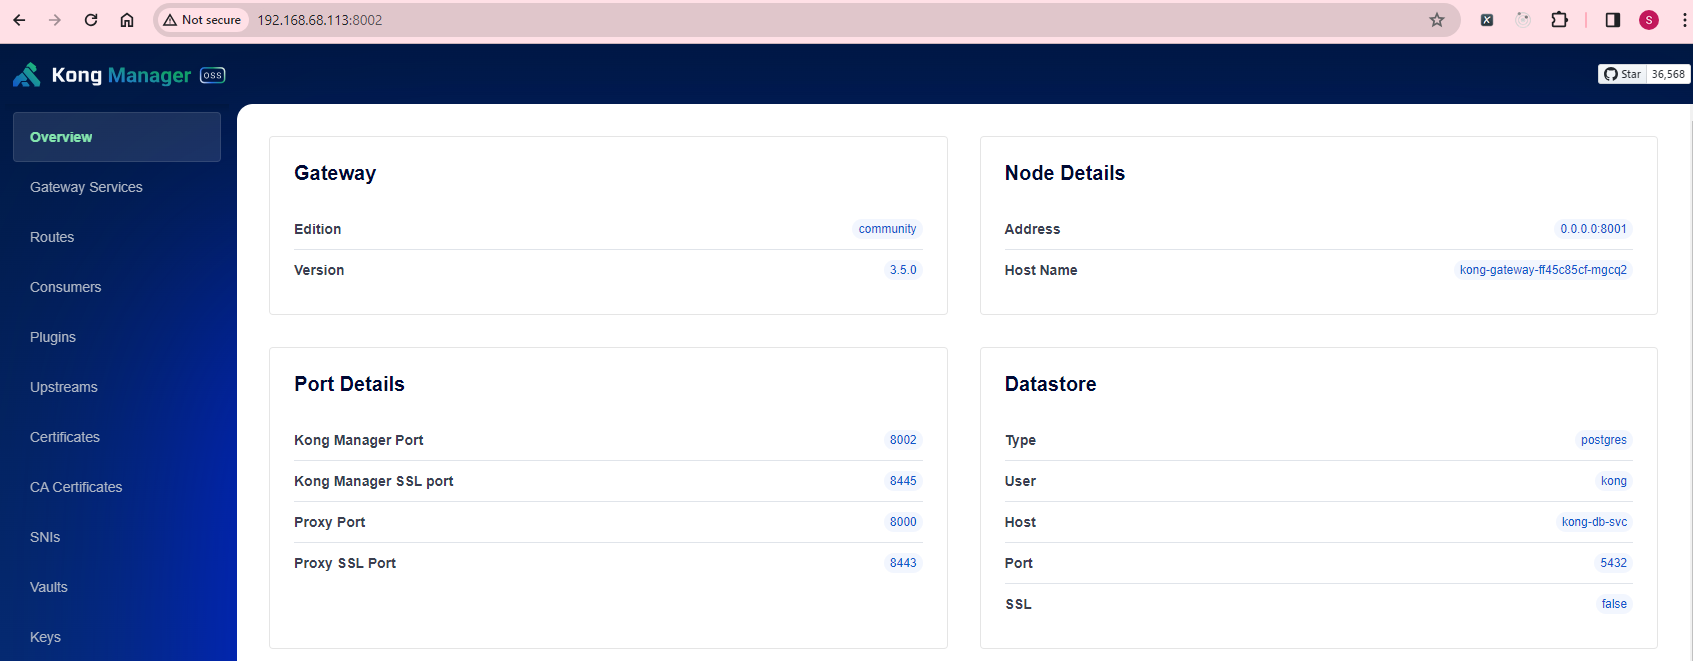 Not secure 192.168.68.113:8002
S
Kong Manager OSS
Star 36,568
Overview
Gateway Services
Routes
Consumers
Plugins
Upstreams
Certificates
CA Certificates
SNIs
Vaults
Keys
Gateway
Edition community
Version 3.5.0
Node Details
Address 0.0.0.0:8001
Host Name kong-gateway-ff45c85cf-mgcq2
Port Details
Kong Manager Port 8002
Kong Manager SSL port 8445
Proxy Port 8000
Proxy SSL Port 8443
Datastore
Type postgres
User kong
Host kong-db-svc
Port 5432
SSL false